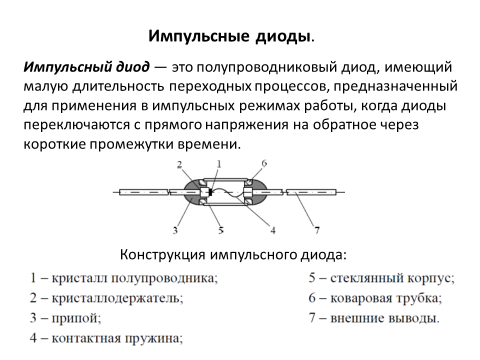 Импульсные диоды.
Импульсный диод — это полупроводниковый диод, имеющий
малую длительность переходных процессов, предназначенный
для применения в импульсных режимах работы, когда диоды
переключаются с прямого напряжения на обратное через
короткие промежутки времени.
2 1 6
3 5 4 7
Конструкция импульсного диода:
1 – кристалл полупроводника;
2 – кристаллодержатель;
3 – припой;
4 – контактная пружина;
5 – стеклянный корпус;
6 – коваровая трубка;
7 – внешние выводы.